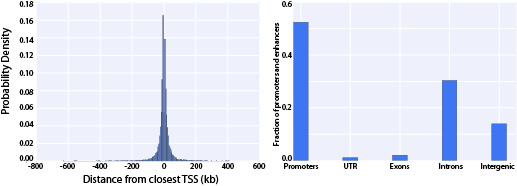 Probability Density
0.18
0.16
0.14
0.12
0.10
0.08
0.06
0.04
0.02
0.00
-800
-600
-400
-200
0
200
400
600
Distance from closest TSS (kb)
Fraction of promoters and enhancers
0.6
0.4
0.2
0.0
Promoters
UTR
Exons
Introns
Intergenic